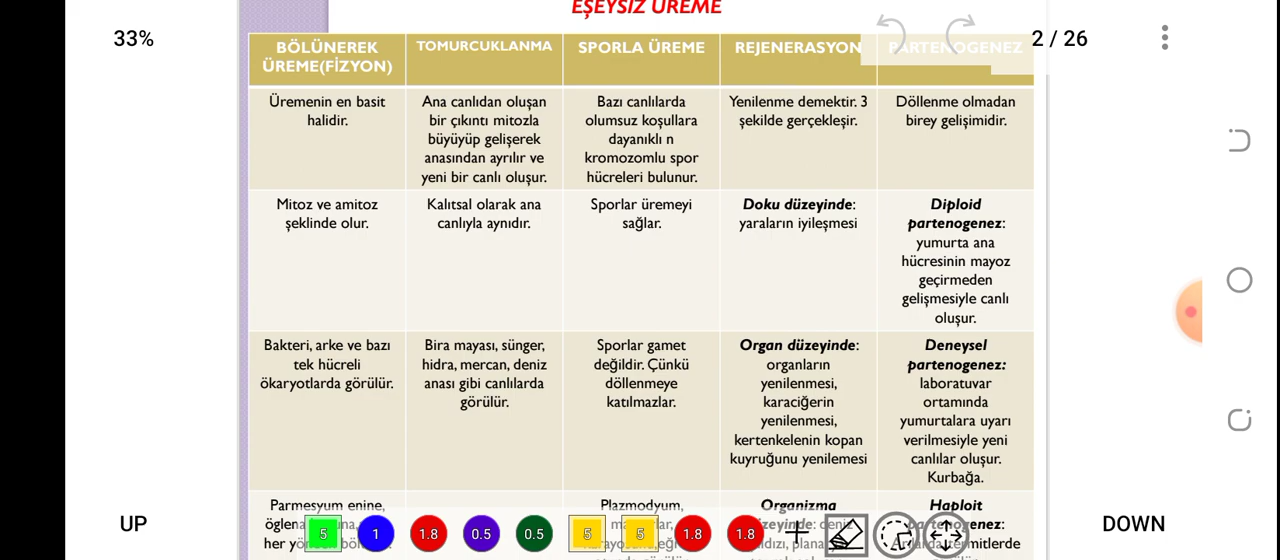 EŞEYSİZ ÜREME
33%
2 / 26
BÖLÜNEREK
ÜREME(FİZYON)
TOMURCUKLANMA
SPORLA ÜREME
REJENERASYON
PARTENOGENEZ
Üremenin en basit
halidir.
Ana canlıdan oluşan
bir çıkıntı mitozla
büyüyüp gelişerek
anasından ayrılır ve
yeni bir canlı oluşur.
Bazı canlılarda
olumsuz koşullara
dayanıklı n
kromozomlu spor
hücreleri bulunur.
Yenilenme demektir. 3
şekilde gerçekleşir.
Döllenme olmadan
birey gelişimidir.
Mitoz ve amitoz
şeklinde olur.
Kalıtsal olarak ana
canlıyla aynıdır.
Sporlar üremeyi
sağlar.
Doku düzeyinde:
yaraların iyileşmesi
Diploid
partenogenez:
yumurta ana
hücresinin mayoz
geçirmeden
gelişmesiyle canlı
oluşur.
Bakteri, arke ve bazı
tek hücreli
ökaryotlarda görülür.
Bira mayası, sünger,
hidra, mercan, deniz
anası gibi canlılarda
görülür.
Sporlar gamet
değildir. Çünkü
döllenmeye
katılmazlar.
Organ düzeyinde:
organların
yenilenmesi,
karaciğerin
yenilenmesi,
kertenkelenin kopan
kuyruğunu yenilemesi
Deneysel
partenogenez:
laboratuvar
ortamında
yumurtalara uyarı
verilmesiyle yeni
canlılar oluşur.
Kurbağa.
Parmesyum enine,
her
Plazmodyum,
Organizma
Haploit
UP
5
1
1.8
0.5
0.5
5
5
1.8
1.8
DOWN